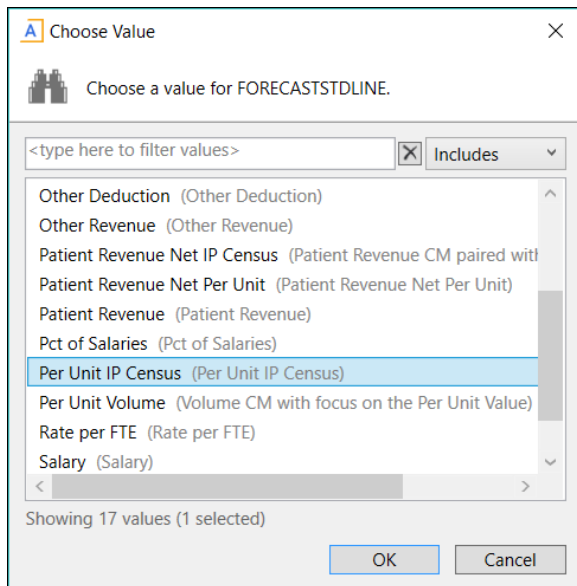 A Choose Value
Choose a value for FORECASTSTDLINE.
<type here to filter values>
Includes
Other Deduction (Other Deduction)
Other Revenue (Other Revenue)
Patient Revenue Net IP Census (Patient Revenue CM paired with
Patient Revenue Net Per Unit (Patient Revenue Net Per Unit)
Patient Revenue (Patient Revenue)
Pct of Salaries (Pct of Salaries)
Per Unit IP Census (Per Unit IP Census)
Per Unit Volume (Volume CM with focus on the Per Unit Value)
Rate per FTE (Rate per FTE)
Salary (Salary)
Showing 17 values (1 selected)
OK Cancel